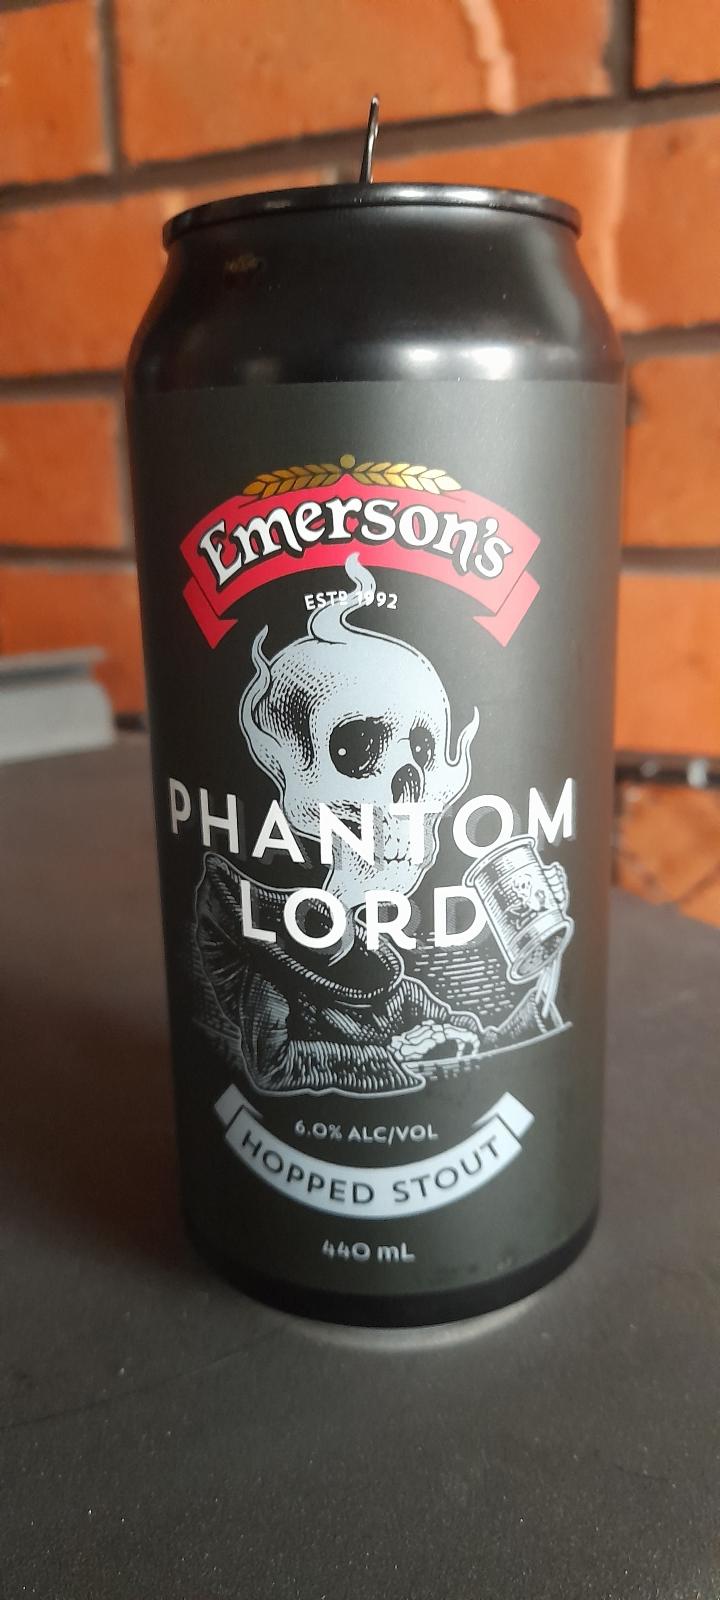 Emerson's
ESTD 1992
PHANTOM
LORD
6.0% ALC/VOL
HOPPED STOUT
440 mL